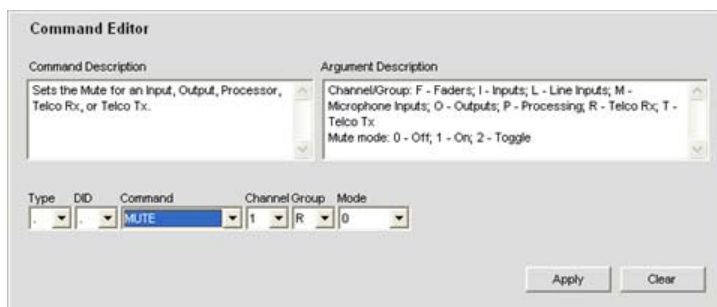 Command Editor
Command Description
Sets the Mute for an Input, Output, Processor,
Telco Rx, or Telco Tx.
Argument Description
Channel/Group: F - Faders; I - Inputs; L - Line Inputs; M -
Microphone Inputs; O - Outputs; P - Processing; R - Telco Rx; T -
Telco Tx
Mute mode: 0 - Off; 1 - On; 2 - Toggle
Type DID Command Channel Group Mode
. . MUTE 1 R 0
Apply Clear